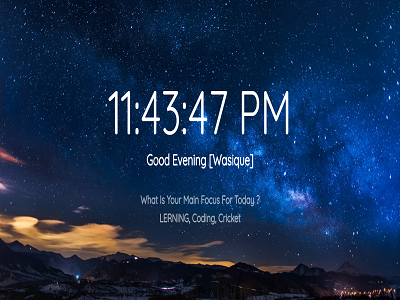 11:43:47 PM
Good Evening [Wasique]
What Is Your Main Focus For Today ?
LERNING, Coding, Cricket